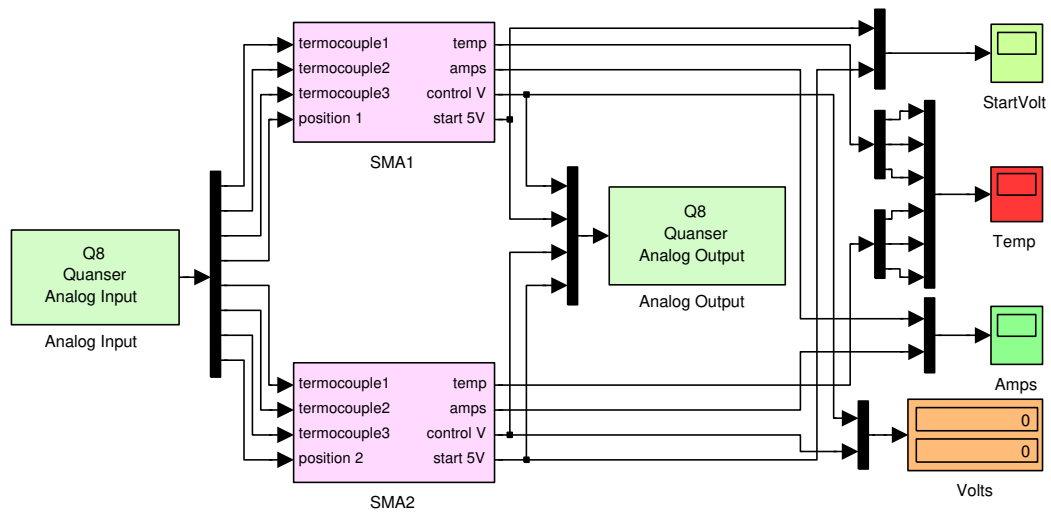 termocouple1
termocouple2
termocouple3
position 1
temp
amps
control V
start 5V
SMA1
StartVolt
Q8
Quanser
Analog Input
Analog Input
Q8
Quanser
Analog Output
Analog Output
Temp
Amps
termocouple1
termocouple2
termocouple3
position 2
temp
amps
control V
start 5V
SMA2
0
0
Volts